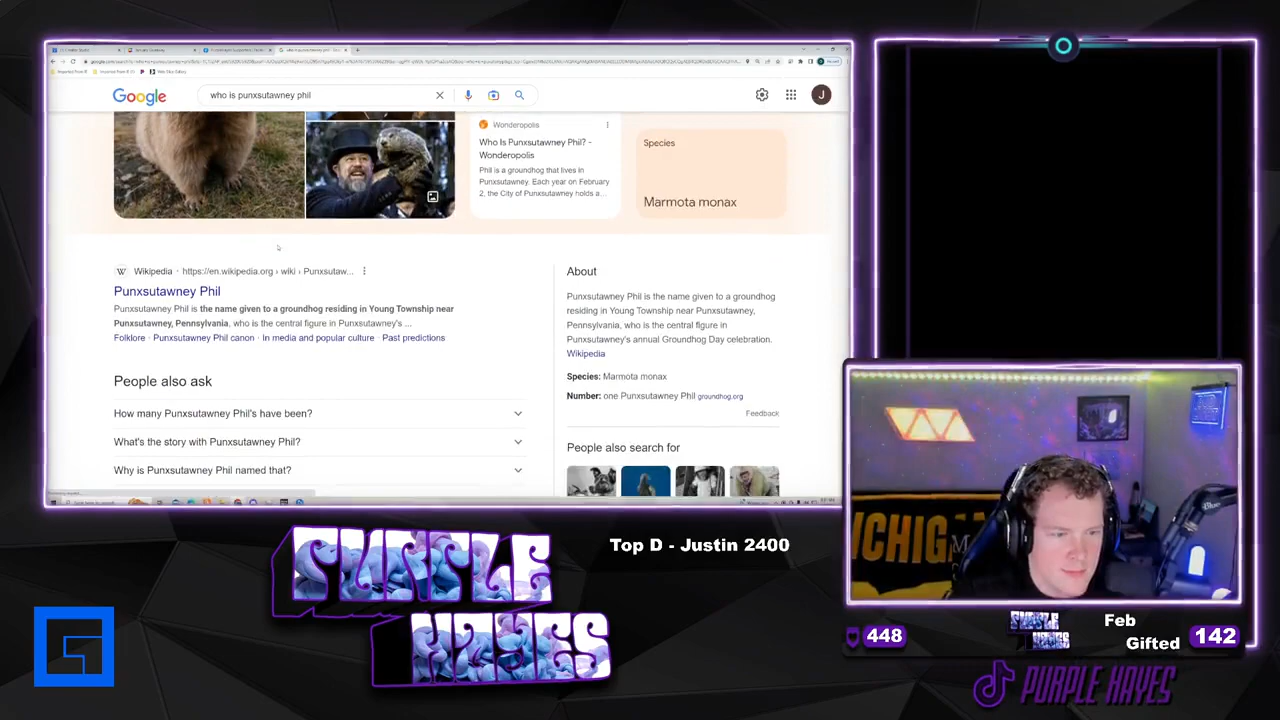 Google
who is punxsutawney phil
J
Wonderopolis
Who Is Punxsutawney Phil? -
Wonderopolis
Phil is a groundhog that lives in
Punxsutawney. Each year on February
2, the City of Punxsutawney holds a...
Species
Marmota monax
W Wikipedia · https://en.wikipedia.org › wiki › Punxsutaw...
Punxsutawney Phil
Punxsutawney Phil is the name given to a groundhog residing in Young Township near
Punxsutawney, Pennsylvania, who is the central figure in Punxsutawney's ...
Folklore · Punxsutawney Phil canon · In media and popular culture · Past predictions
People also ask
How many Punxsutawney Phil's have been?
What's the story with Punxsutawney Phil?
Why is Punxsutawney Phil named that?
About
Punxsutawney Phil is the name given to a groundhog
residing in Young Township near Punxsutawney,
Pennsylvania, who is the central figure in
Punxsutawney's annual Groundhog Day celebration.
Wikipedia
Species: Marmota monax
Number: one Punxsutawney Phil groundhog.org
Feedback
People also search for
Blue
PURPLE
HAYES
Top D - Justin 2400
448
PURPLE
HAYES
Feb
Gifted
142
PURPLE HAYES